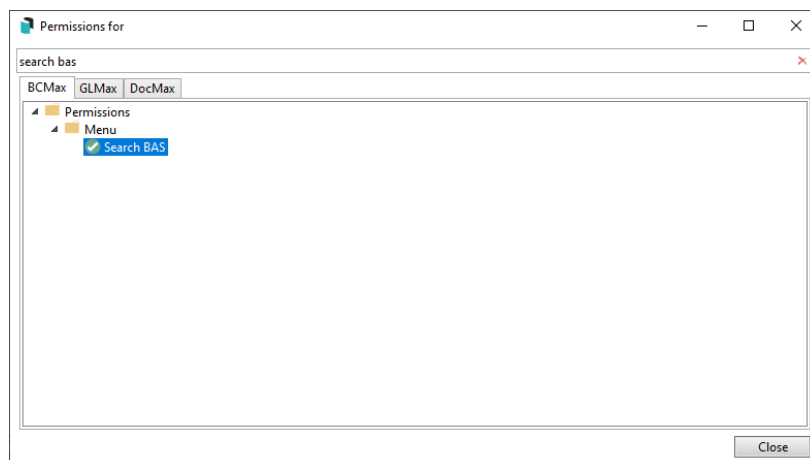 Permissions for
search bas
BCMax GLMax DocMax
Permissions
Menu
Search BAS
Close